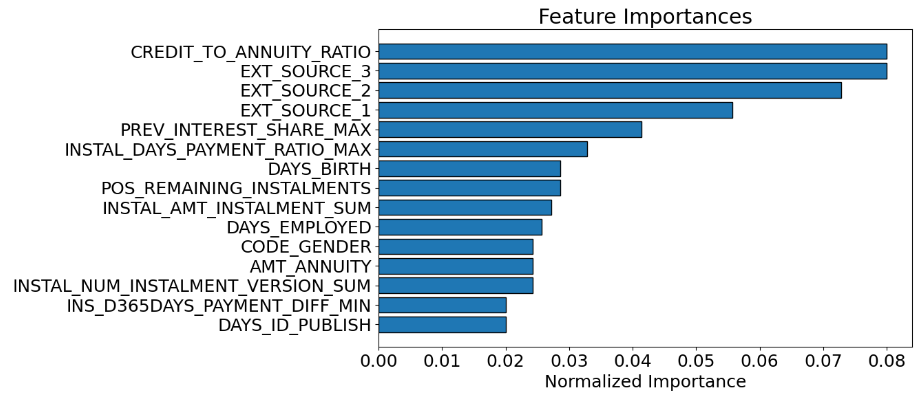 Feature Importances
CREDIT_TO_ANNUITY_RATIO
EXT_SOURCE_3
EXT_SOURCE_2
EXT_SOURCE_1
PREV_INTEREST_SHARE_MAX
INSTAL_DAYS_PAYMENT_RATIO_MAX
DAYS_BIRTH
POS_REMAINING_INSTALMENTS
INSTAL_AMT_INSTALMENT_SUM
DAYS_EMPLOYED
CODE_GENDER
AMT_ANNUITY
INSTAL_NUM_INSTALMENT_VERSION_SUM
INS_D365DAYS_PAYMENT_DIFF_MIN
DAYS_ID_PUBLISH
0.00 0.01 0.02 0.03 0.04 0.05 0.06 0.07 0.08
Normalized Importance